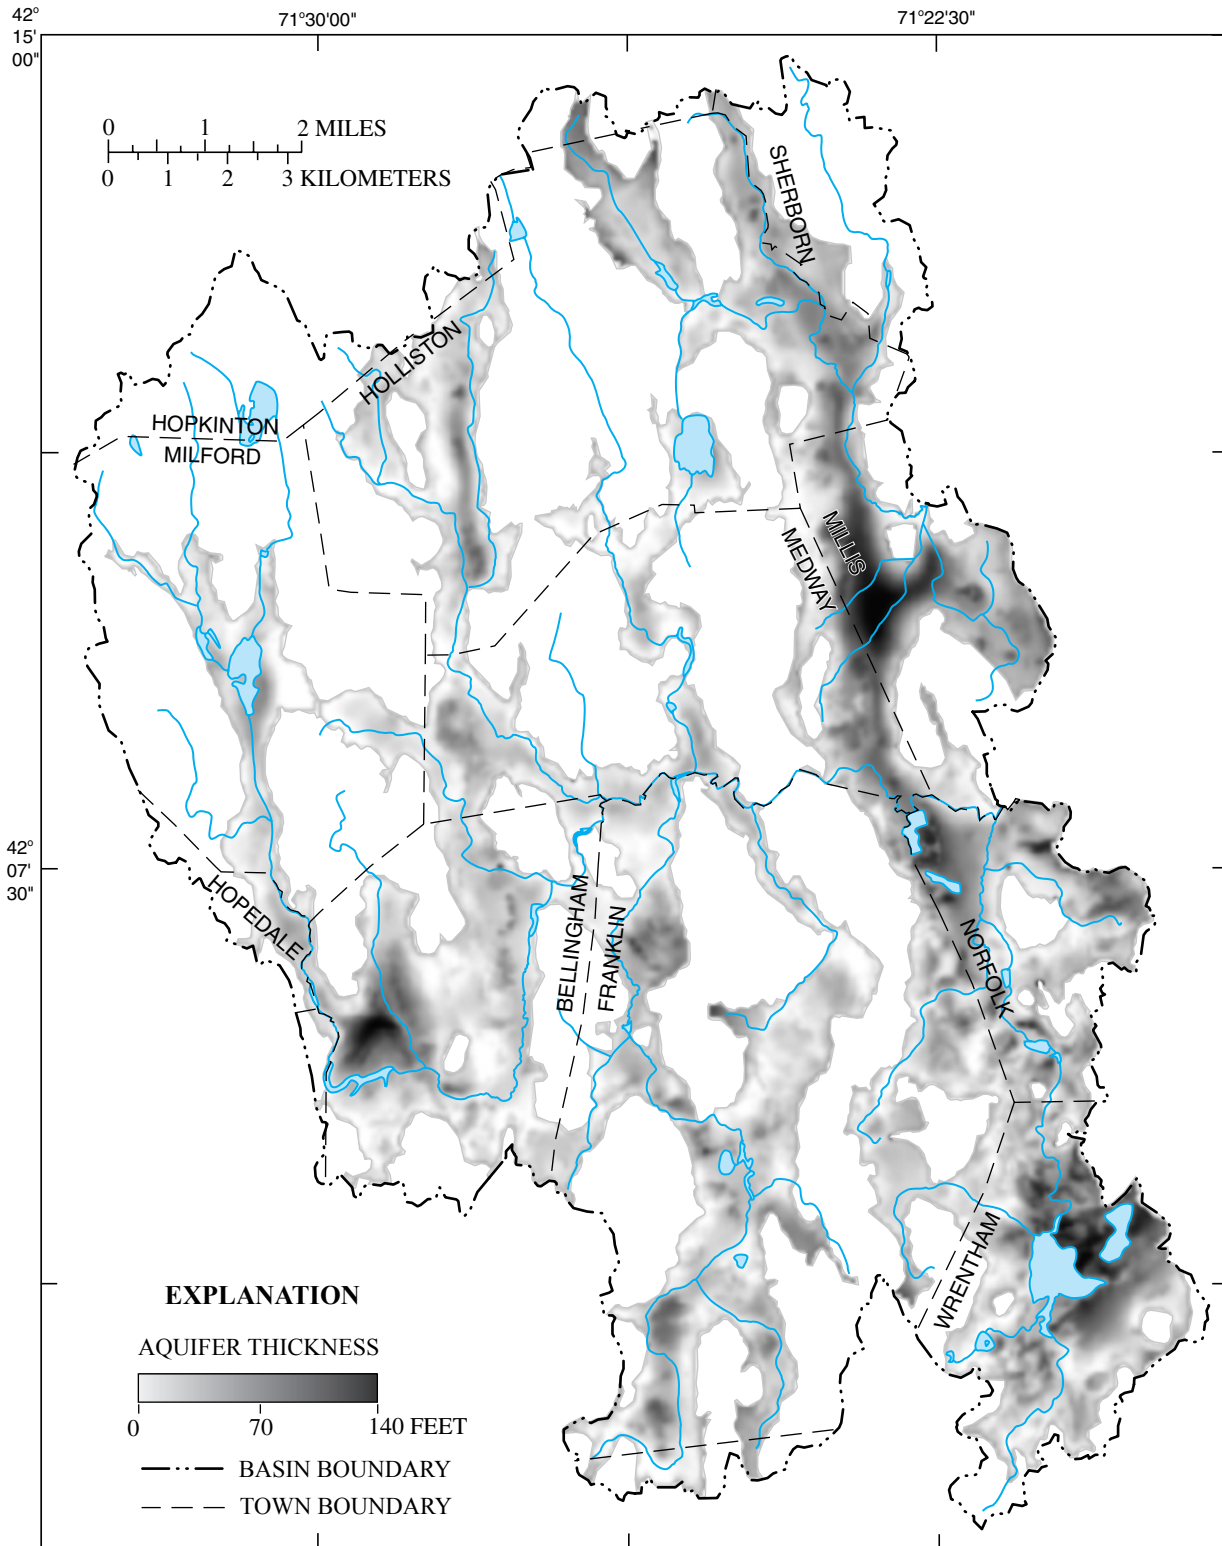 42°
15'
00"
71°30'00"
71°22'30"
0 1 2 MILES
0 1 2 3 KILOMETERS
SHERBORN
HOLLISTON
HOPKINTON
MILFORD
MILLIS
MEDWAY
42°
07'
30"
HOPEDALE
BELLINGHAM
FRANKLIN
NORFOLK
WRENTHAM
EXPLANATION
AQUIFER THICKNESS
0 70 140 FEET
BASIN BOUNDARY
TOWN BOUNDARY